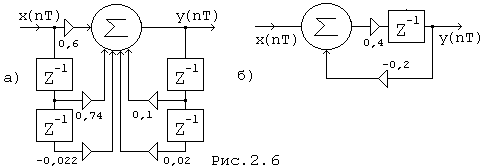 x(nT)
0,6
Σ
y(nT)
а)
Z⁻¹
Z⁻¹
0,74
0,1
Z⁻¹
Z⁻¹
-0,022
0,02
x(nT)
Σ
0,4
Z⁻¹
y(nT)
б)
-0,2
Рис.2.6